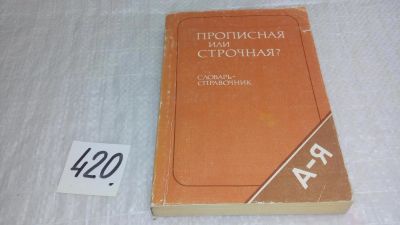 ПРОПИСНАЯ
ИЛИ
СТРОЧНАЯ?
СЛОВАРЬ-
СПРАВОЧНИК
А-Я
420.